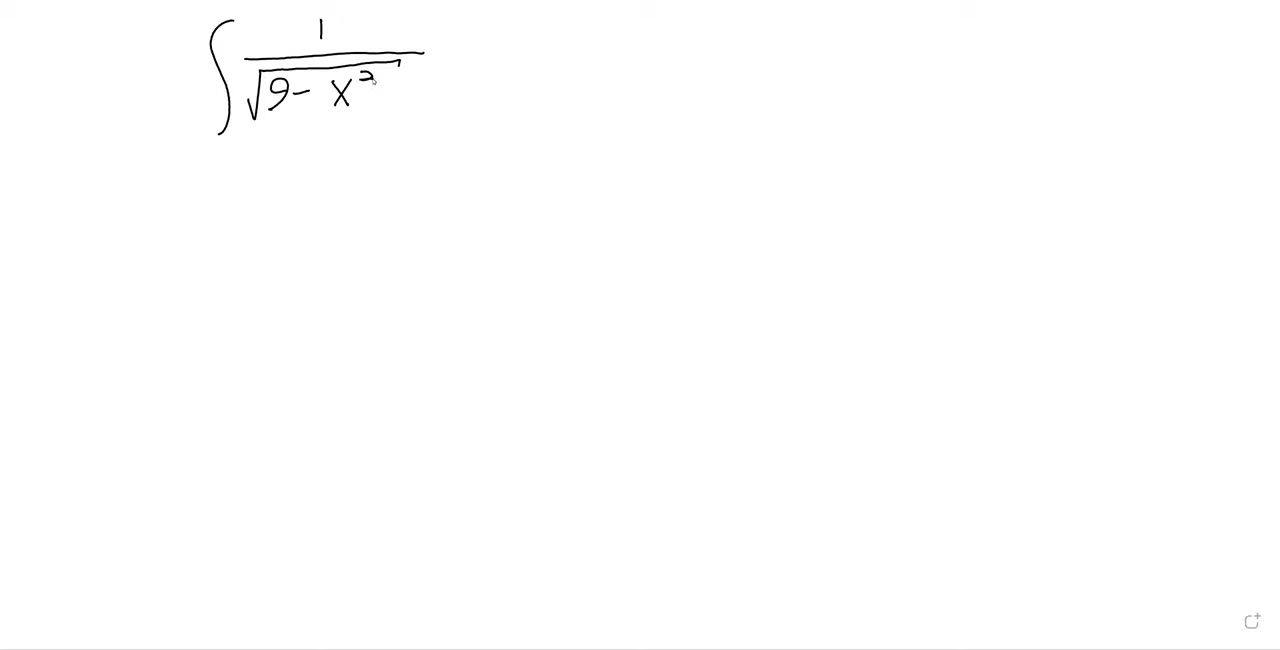 ∫ 1/√(9 - x²)